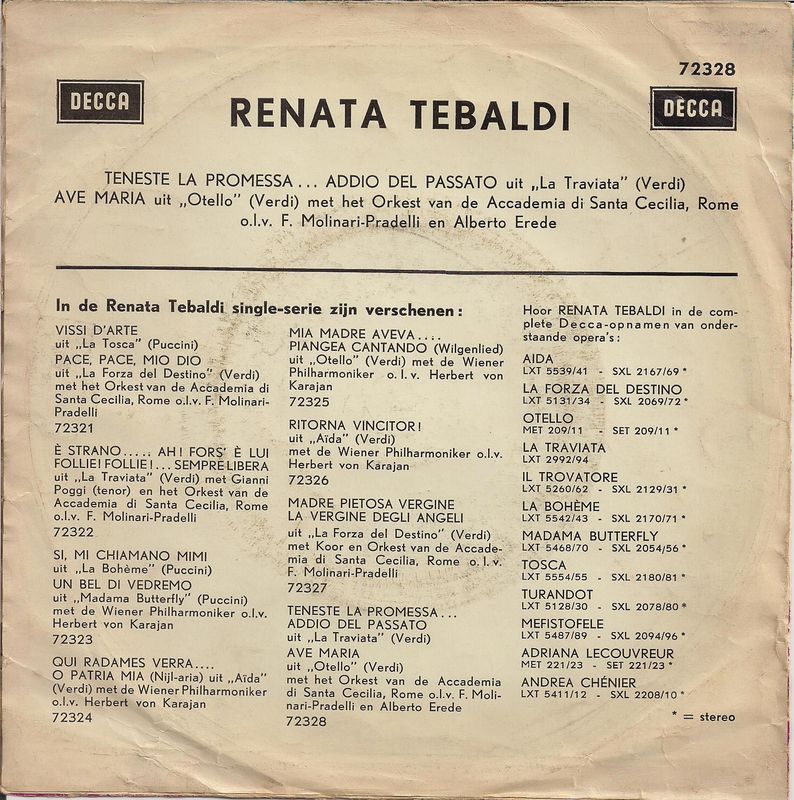 72328
DECCA
RENATA TEBALDI
DECCA
TENESTE LA PROMESSA... ADDIO DEL PASSATO uit „La Traviata” (Verdi)
AVE MARIA uit „Otello” (Verdi) met het Orkest van de Accademia di Santa Cecilia, Rome
o.l.v. F. Molinari-Pradelli en Alberto Erede
In de Renata Tebaldi single-serie zijn verschenen:
VISSI D'ARTE
uit „La Tosca” (Puccini)
PACE, PACE, MIO DIO
uit „La Forza del Destino” (Verdi)
met het Orkest van de Accademia di
Santa Cecilia, Rome o.l.v. F. Molinari-
Pradelli
72321
È STRANO..... AH! FORS' È LUI
FOLLIE! FOLLIE!... SEMPRE LIBERA
uit „La Traviata” (Verdi) met Gianni
Poggi (tenor) en het Orkest van de
Accademia di Santa Cecilia, Rome
o.l.v. F. Molinari-Pradelli
72322
SI, MI CHIAMANO MIMI
uit „La Bohème” (Puccini)
UN BEL DI VEDREMO
uit „Madama Butterfly” (Puccini)
met de Wiener Philharmoniker o.l.v.
Herbert von Karajan
72323
QUI RADAMES VERRA....
O PATRIA MIA (Nijl-aria) uit „Aïda”
(Verdi) met de Wiener Philharmoniker
o.l.v. Herbert von Karajan
72324
MIA MADRE AVEVA....
PIANGEA CANTANDO (Wilgenlied)
uit „Otello” (Verdi) met de Wiener
Philharmoniker o.l.v. Herbert von
Karajan
72325
RITORNA VINCITOR!
uit „Aïda” (Verdi)
met de Wiener Philharmoniker o.l.v.
Herbert von Karajan
72326
MADRE PIETOSA VERGINE
LA VERGINE DEGLI ANGELI
uit „La Forza del Destino” (Verdi)
met Koor en Orkest van de Accade-
mia di Santa Cecilia, Rome o.l.v.
F. Molinari-Pradelli
72327
TENESTE LA PROMESSA...
ADDIO DEL PASSATO
uit „La Traviata” (Verdi)
AVE MARIA
uit „Otello” (Verdi)
met het Orkest van de Accademia
di Santa Cecilia, Rome o.l.v. F. Moli-
nari-Pradelli en Alberto Erede
72328
Hoor RENATA TEBALDI in de com-
plete Decca-opnamen van onder-
staande opera's:
AIDA
LXT 5539/41 - SXL 2167/69 *
LA FORZA DEL DESTINO
LXT 5131/34 - SXL 2069/72 *
OTELLO
MET 209/11 - SET 209/11 *
LA TRAVIATA
LXT 2992/94
IL TROVATORE
LXT 5260/62 - SXL 2129/31 *
LA BOHÈME
LXT 5542/43 - SXL 2170/71 *
MADAMA BUTTERFLY
LXT 5468/70 - SXL 2054/56 *
TOSCA
LXT 5554/55 - SXL 2180/81 *
TURANDOT
LXT 5128/30 - SXL 2078/80 *
MEFISTOFELE
LXT 5487/89 - SXL 2094/96 *
ADRIANA LECOUVREUR
MET 221/23 - SET 221/23 *
ANDREA CHÉNIER
LXT 5411/12 - SXL 2208/10 *
* = stereo